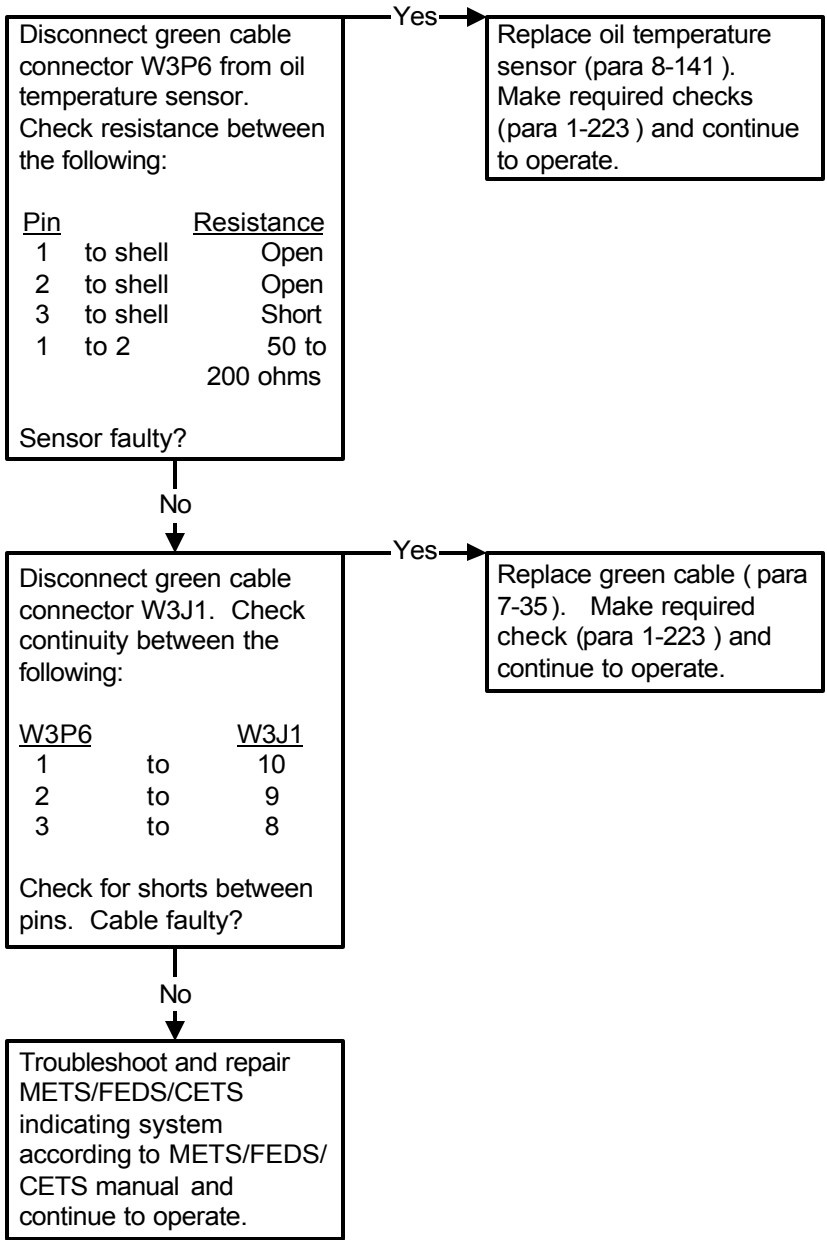 Disconnect green cable
connector W3P6 from oil
temperature sensor.
Check resistance between
the following:
Pin Resistance
1 to shell Open
2 to shell Open
3 to shell Short
1 to 2 50 to
200 ohms
Sensor faulty?
Yes
Replace oil temperature
sensor (para 8-141 ).
Make required checks
(para 1-223 ) and continue
to operate.
No
Disconnect green cable
connector W3J1. Check
continuity between the
following:
W3P6 W3J1
1 to 10
2 to 9
3 to 8
Check for shorts between
pins. Cable faulty?
Yes
Replace green cable ( para
7-35 ). Make required
check (para 1-223 ) and
continue to operate.
No
Troubleshoot and repair
METS/FEDS/CETS
indicating system
according to METS/FEDS/
CETS manual and
continue to operate.